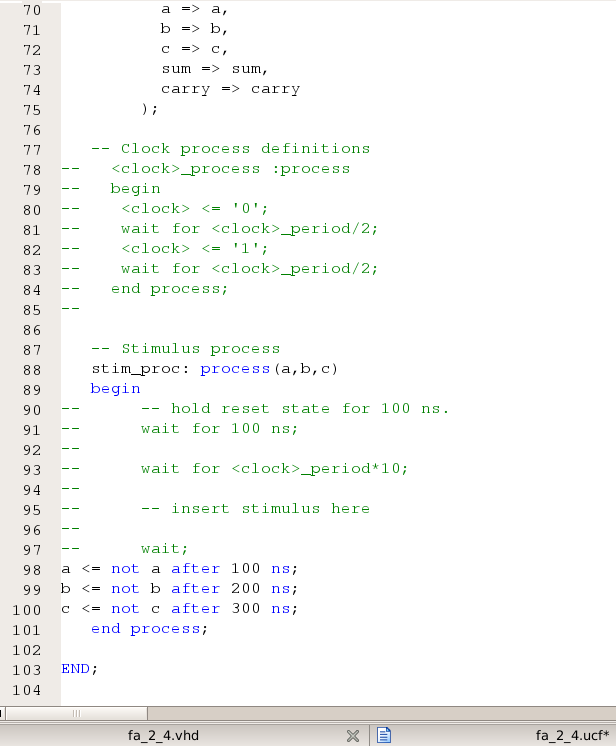 70 a => a,
71 b => b,
72 c => c,
73 sum => sum,
74 carry => carry
75 );
76
77 -- Clock process definitions
78 -- <clock>_process :process
79 -- begin
80 -- <clock> <= '0';
81 -- wait for <clock>_period/2;
82 -- <clock> <= '1';
83 -- wait for <clock>_period/2;
84 -- end process;
85 --
86
87 -- Stimulus process
88 stim_proc: process(a,b,c)
89 begin
90 -- -- hold reset state for 100 ns.
91 -- wait for 100 ns;
92 --
93 -- wait for <clock>_period*10;
94 --
95 -- -- insert stimulus here
96 --
97 -- wait;
98 a <= not a after 100 ns;
99 b <= not b after 200 ns;
100 c <= not c after 300 ns;
101 end process;
102
103 END;
104
fa_2_4.vhd fa_2_4.ucf*